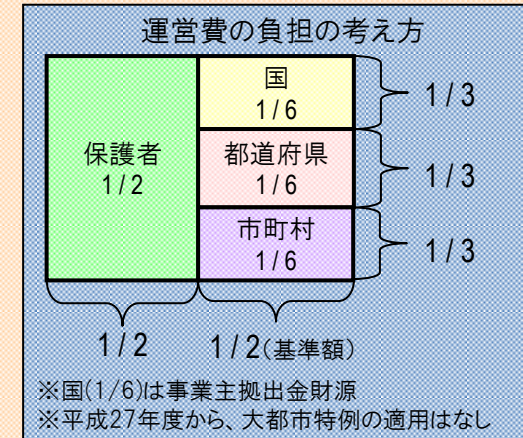 運営費の負担の考え方
保護者
1/2
国
1/6
都道府県
1/6
市町村
1/6
1/3
1/3
1/3
1/2
1/2(基準額)
※国(1/6)は事業主拠出金財源
※平成27年度から、大都市特例の適用はなし